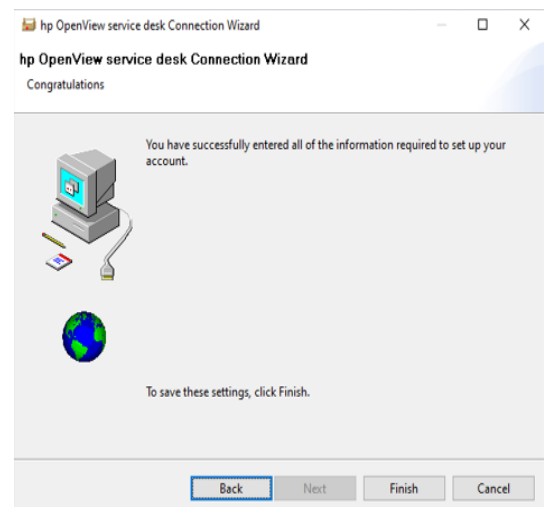 hp OpenView service desk Connection Wizard
hp OpenView service desk Connection Wizard
Congratulations
You have successfully entered all of the information required to set up your
account.
To save these settings, click Finish.
Back Next Finish Cancel